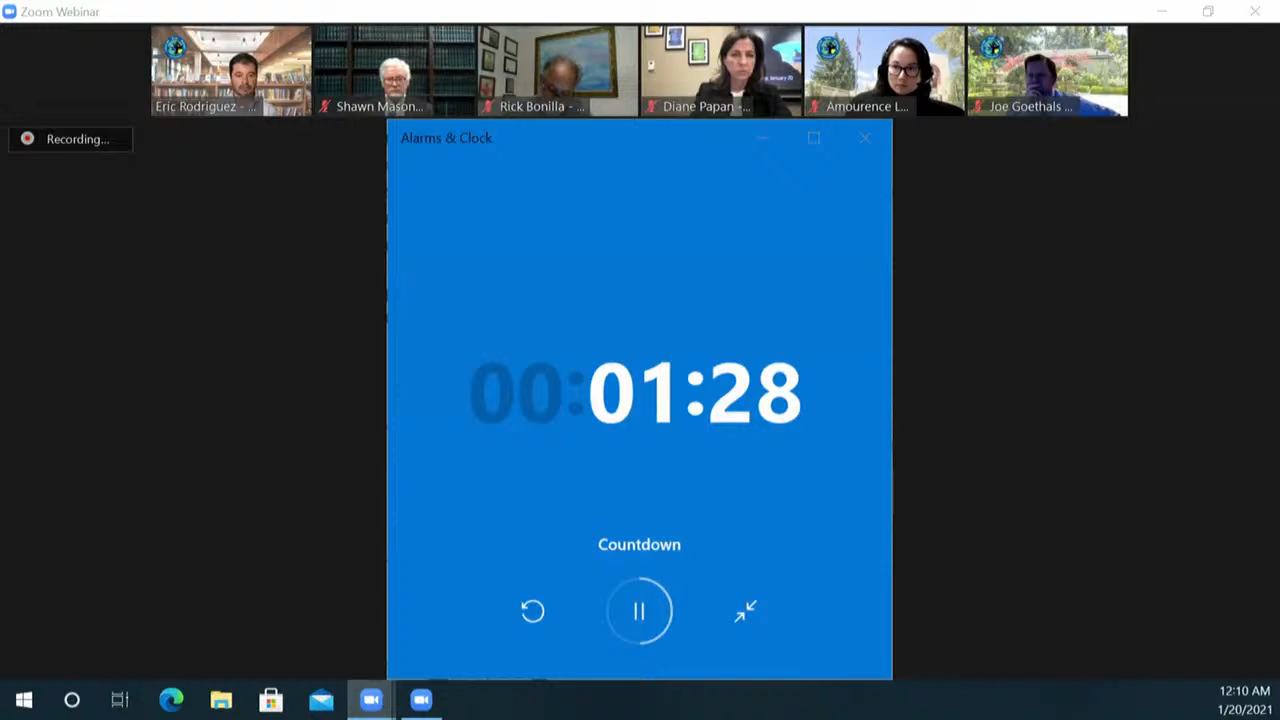 Zoom Webinar
Eric Rodriguez - ...
Shawn Mason...
Rick Bonilla - ...
Diane Papan -...
Amourence L...
Joe Goethals ...
Recording...
Alarms & Clock
00:01:28
Countdown
12:10 AM
1/20/2021